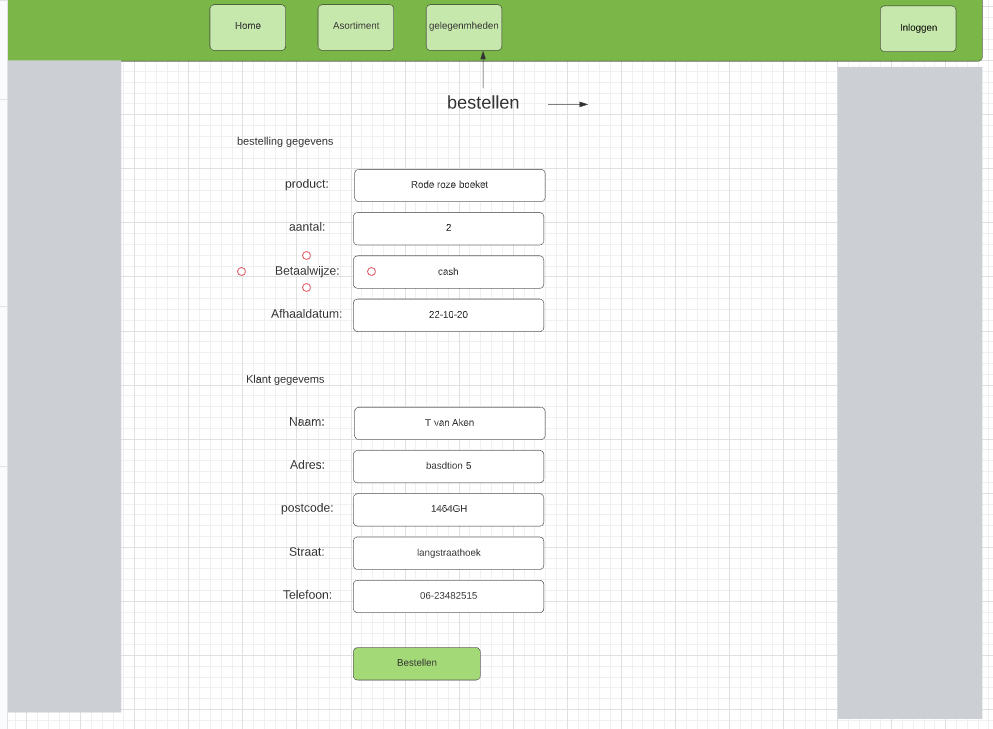 Home
Asortiment
gelegenmheden
Inloggen
bestellen
bestelling gegevens
product: Rode roze boeket
aantal: 2
Betaalwijze: cash
Afhaaldatum: 22-10-20
Klant gegevems
Naam: T van Aken
Adres: basdtion 5
postcode: 1464GH
Straat: langstraathoek
Telefoon: 06-23482515
Bestellen